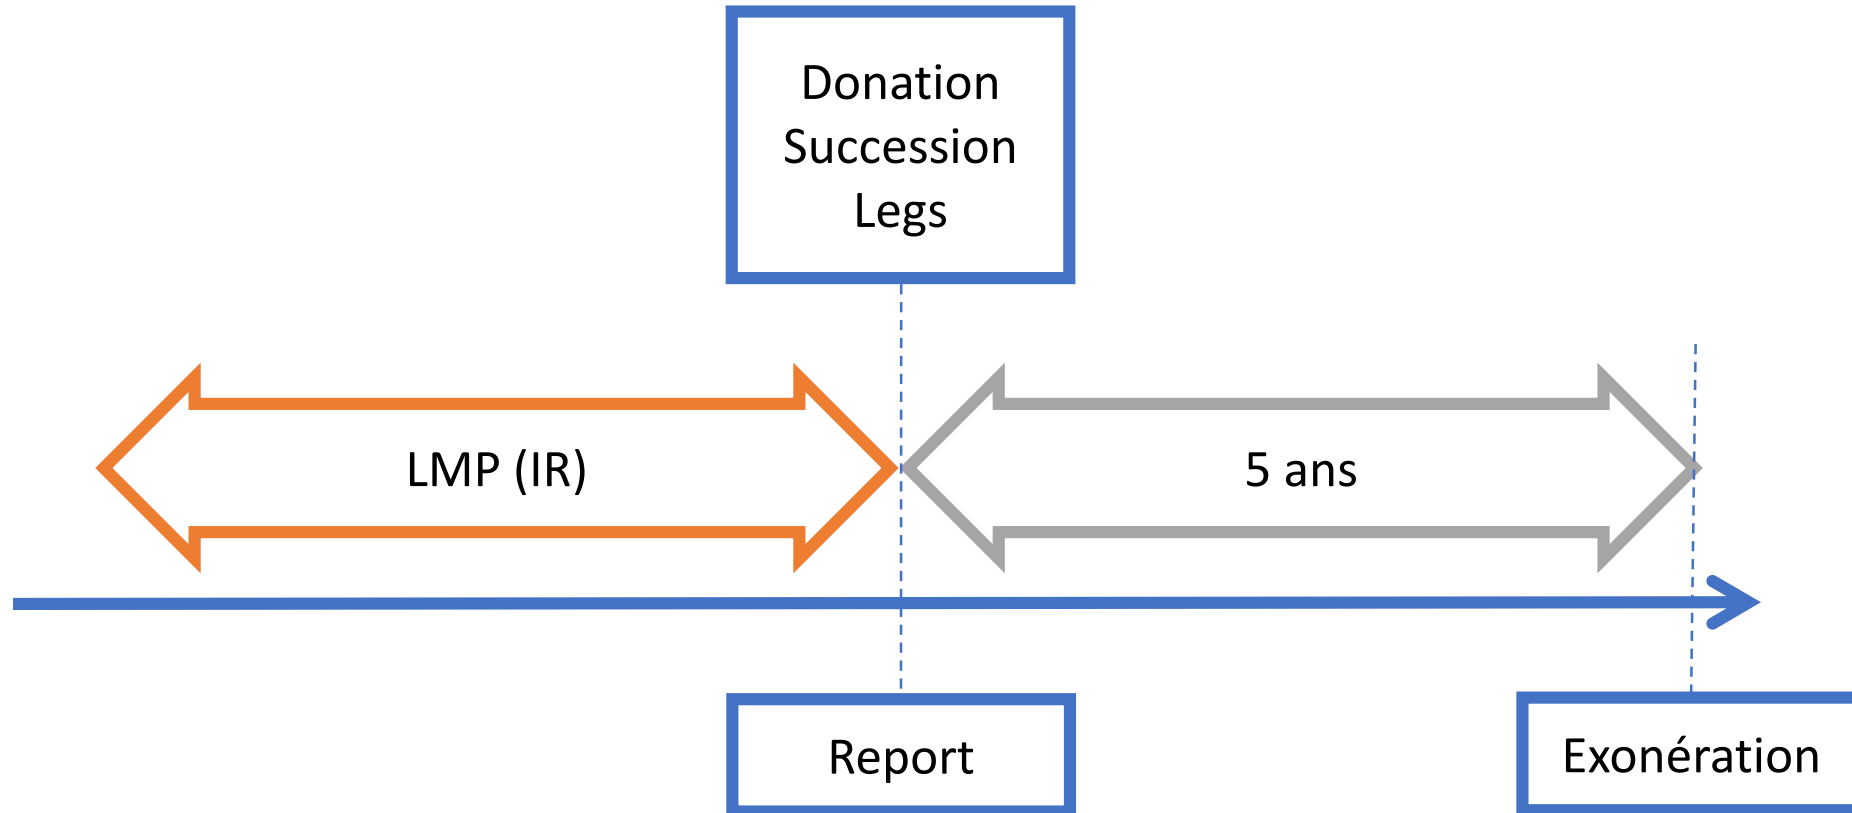 Donation
Succession
Legs
LMP (IR)
5 ans
Report
Exonération